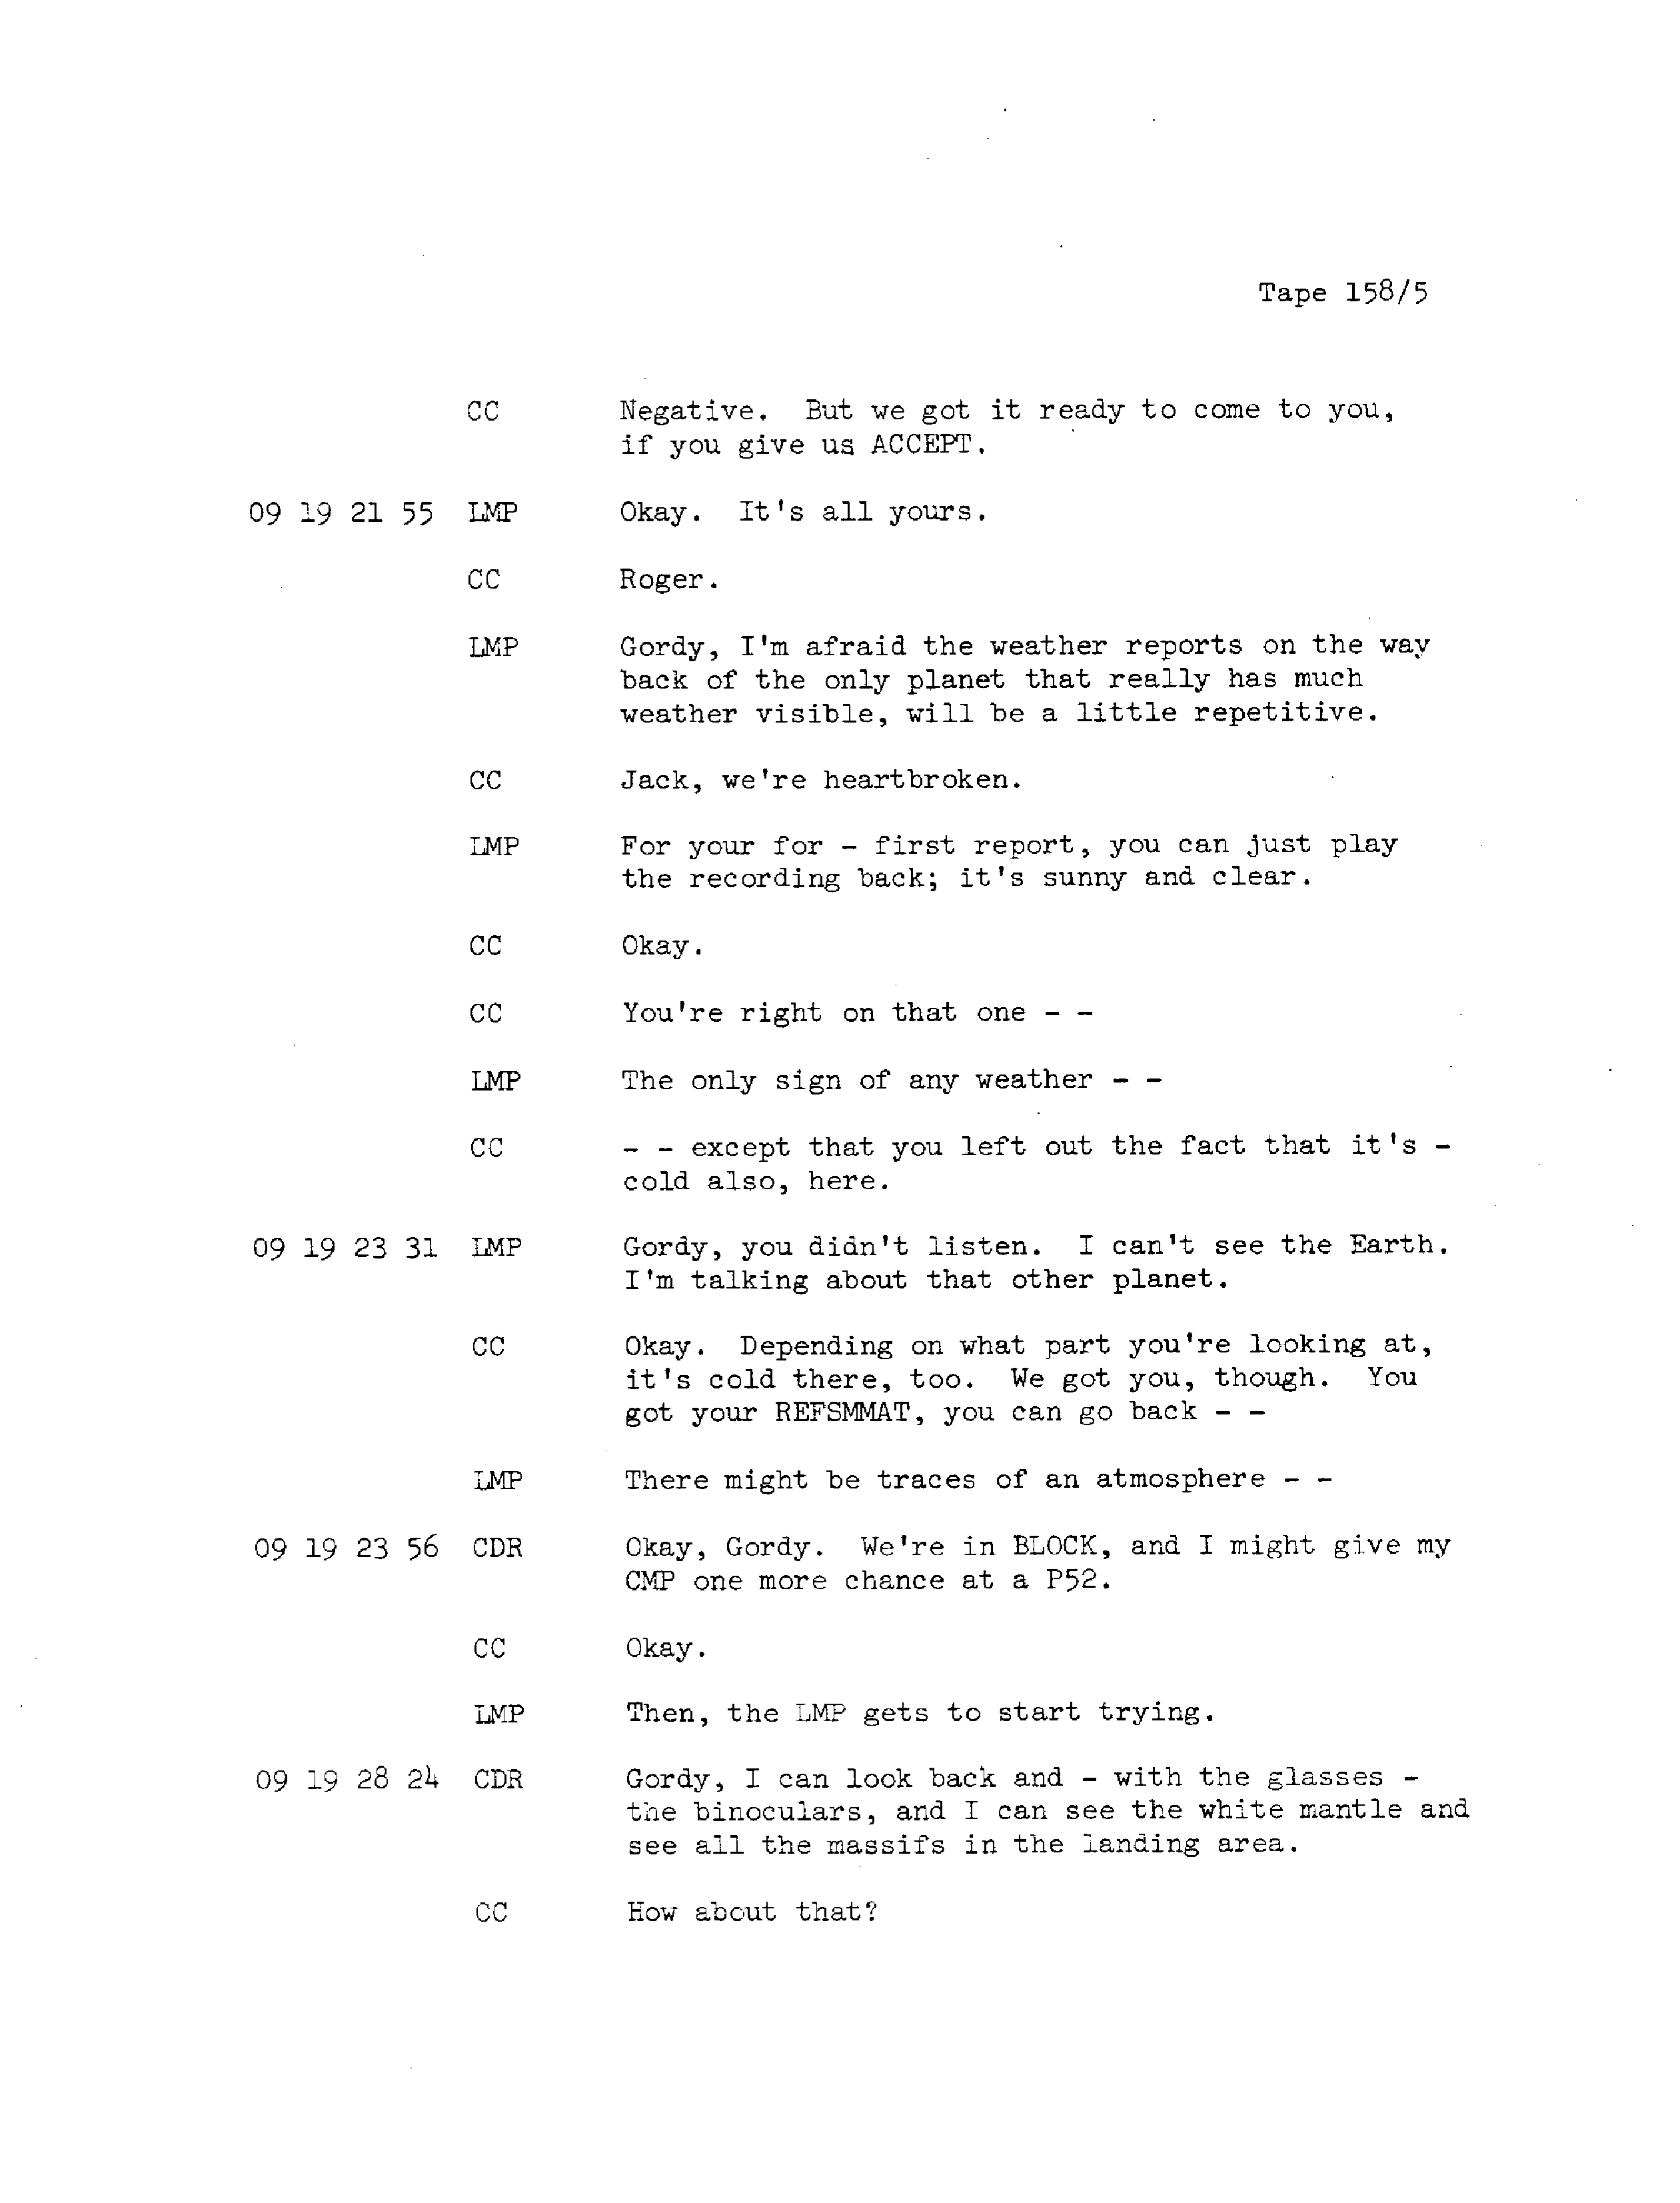 Tape 158/5
CC Negative. But we got it ready to come to you,
if you give us ACCEPT.
09 19 21 55 LMP Okay. It's all yours.
CC Roger.
LMP Gordy, I'm afraid the weather reports on the way
back of the only planet that really has much
weather visible, will be a little repetitive.
CC Jack, we're heartbroken.
LMP For your for - first report, you can just play
the recording back; it's sunny and clear.
CC Okay.
CC You're right on that one - -
LMP The only sign of any weather - -
CC - - except that you left out the fact that it's -
cold also, here.
09 19 23 31 LMP Gordy, you didn't listen. I can't see the Earth.
I'm talking about that other planet.
CC Okay. Depending on what part you're looking at,
it's cold there, too. We got you, though. You
got your REFSMMAT, you can go back - -
LMP There might be traces of an atmosphere - -
09 19 23 56 CDR Okay, Gordy. We're in BLOCK, and I might give my
CMP one more chance at a P52.
CC Okay.
LMP Then, the LMP gets to start trying.
09 19 28 24 CDR Gordy, I can look back and - with the glasses -
the binoculars, and I can see the white mantle and
see all the massifs in the landing area.
CC How about that?